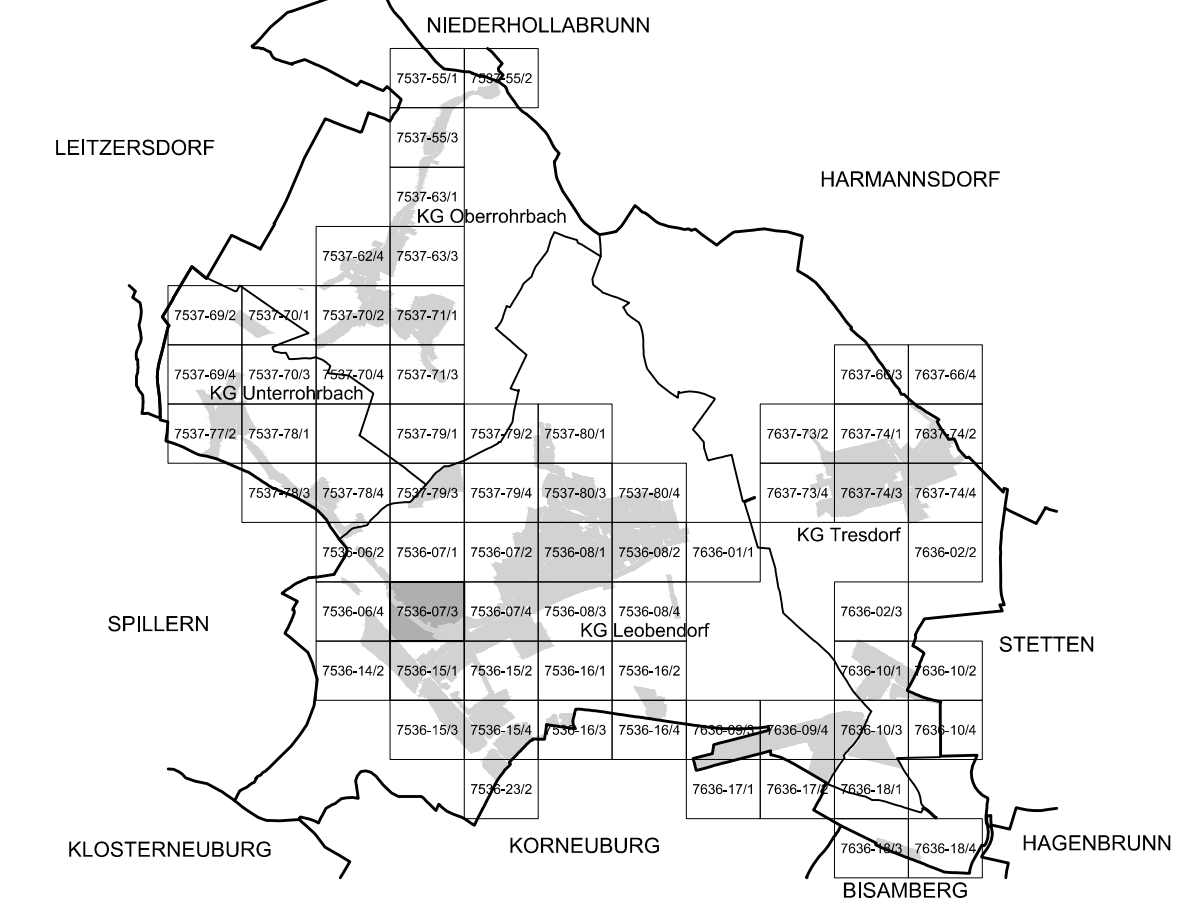 NIEDERHOLLABRUNN
7537-55/1 7537-55/2
LEITZERSDORF
7537-55/3
HARMANNSDORF
7537-63/1
KG Oberrohrbach
7537-62/4 7537-63/3
7537-69/2 7537-70/1 7537-70/2 7537-71/1
7537-69/4 7537-70/3 7537-70/4 7537-71/3 7637-66/3 7637-66/4
KG Unterrohrbach
7537-77/2 7537-78/1 7537-79/1 7537-79/2 7537-80/1 7637-73/2 7637-74/1 7637-74/2
7537-78/3 7537-78/4 7537-79/3 7537-79/4 7537-80/3 7537-80/4 7637-73/4 7637-74/3 7637-74/4
KG Tresdorf
7536-06/2 7536-07/1 7536-07/2 7536-08/1 7536-08/2 7636-01/1 7636-02/2
7536-06/4 7536-07/3 7536-07/4 7536-08/3 7536-08/4 7636-02/3
SPILLERN
KG Leobendorf
STETTEN
7536-14/2 7536-15/1 7536-15/2 7536-16/1 7536-16/2 7636-10/1 7636-10/2
7536-15/3 7536-15/4 7536-16/3 7536-16/4 7636-09/3 7636-09/4 7636-10/3 7636-10/4
7536-23/2 7636-17/1 7636-17/2 7636-18/1
KLOSTERNEUBURG
KORNEUBURG
HAGENBRUNN
7636-18/3 7636-18/4
BISAMBERG